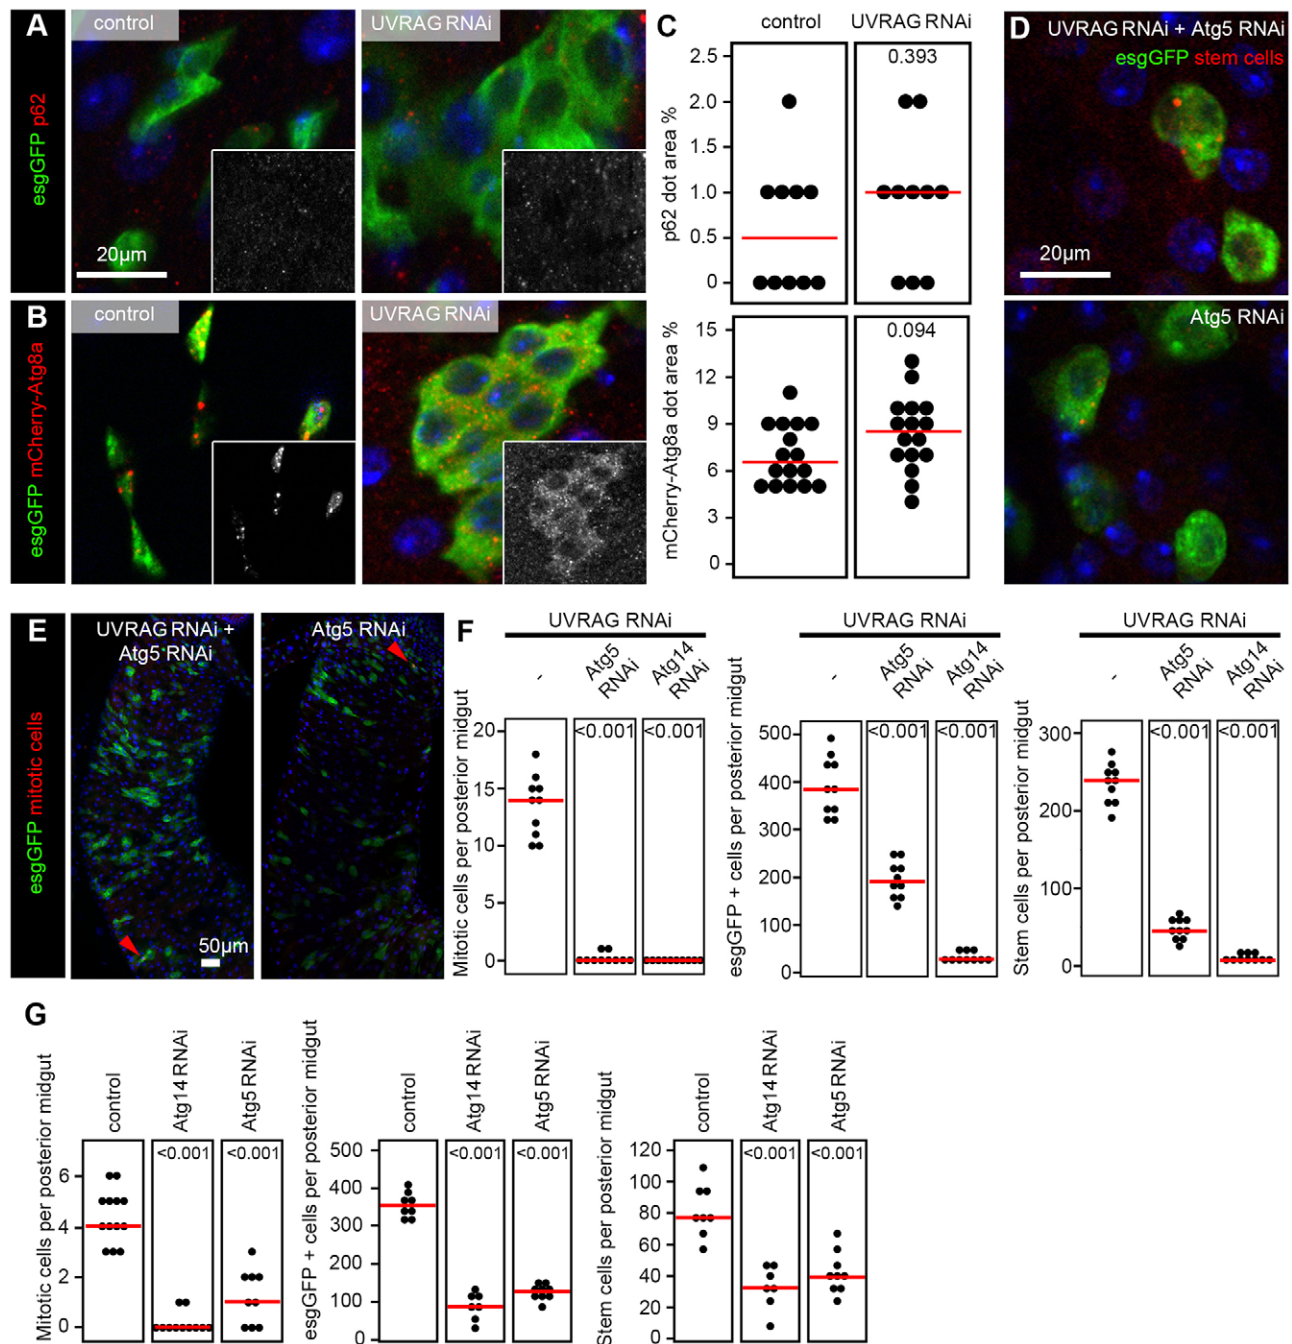 A
control
UVRAG RNAi
esgGFP p62
20µm
B
control
UVRAG RNAi
esgGFP mCherry-Atg8a
C
control
UVRAG RNAi
p62 dot area %
2.5
2.0
1.5
1.0
0.5
0
0.393
mCherry-Atg8a dot area %
15
12
9
6
3
0
0.094
D
UVRAG RNAi + Atg5 RNAi
esgGFP stem cells
20µm
Atg5 RNAi
E
UVRAG RNAi +
Atg5 RNAi
Atg5 RNAi
esgGFP mitotic cells
50µm
F
UVRAG RNAi
-
Atg5
RNAi
Atg14
RNAi
Mitotic cells per posterior midgut
20
15
10
5
0
<0.001
<0.001
UVRAG RNAi
-
Atg5
RNAi
Atg14
RNAi
esgGFP + cells per posterior midgut
500
400
300
200
100
0
<0.001
<0.001
UVRAG RNAi
-
Atg5
RNAi
Atg14
RNAi
Stem cells per posterior midgut
300
200
100
0
<0.001
<0.001
G
Mitotic cells per posterior midgut
control
Atg14 RNAi
Atg5 RNAi
6
4
2
0
<0.001
<0.001
esgGFP + cells per posterior midgut
control
Atg14 RNAi
Atg5 RNAi
500
400
300
200
100
0
<0.001
<0.001
Stem cells per posterior midgut
control
Atg14 RNAi
Atg5 RNAi
120
100
80
60
40
20
0
<0.001
<0.001